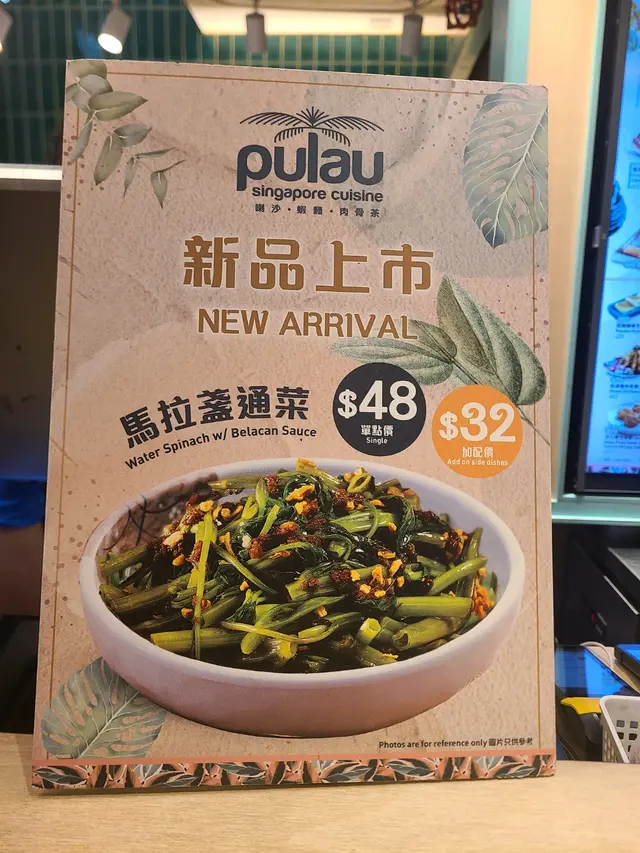 pulau
singapore cuisine
喇沙・蝦麵・肉骨茶
新品上市
NEW ARRIVAL
馬拉盞通菜
Water Spinach w/ Belacan Sauce
$48
單點價
Single
$32
加配價
Add on side dishes
Photos are for reference only 圖片只供參考